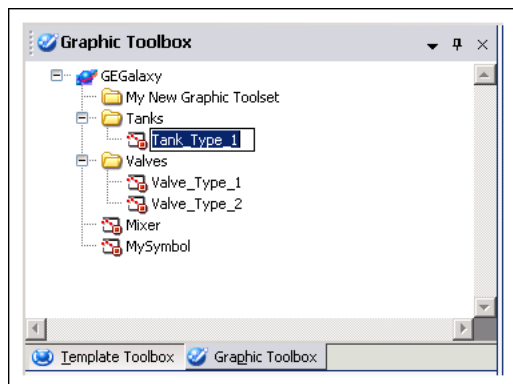 Graphic Toolbox
GEGalaxy
My New Graphic Toolset
Tanks
Tank_Type_1
Valves
Valve_Type_1
Valve_Type_2
Mixer
MySymbol
Template Toolbox Graphic Toolbox